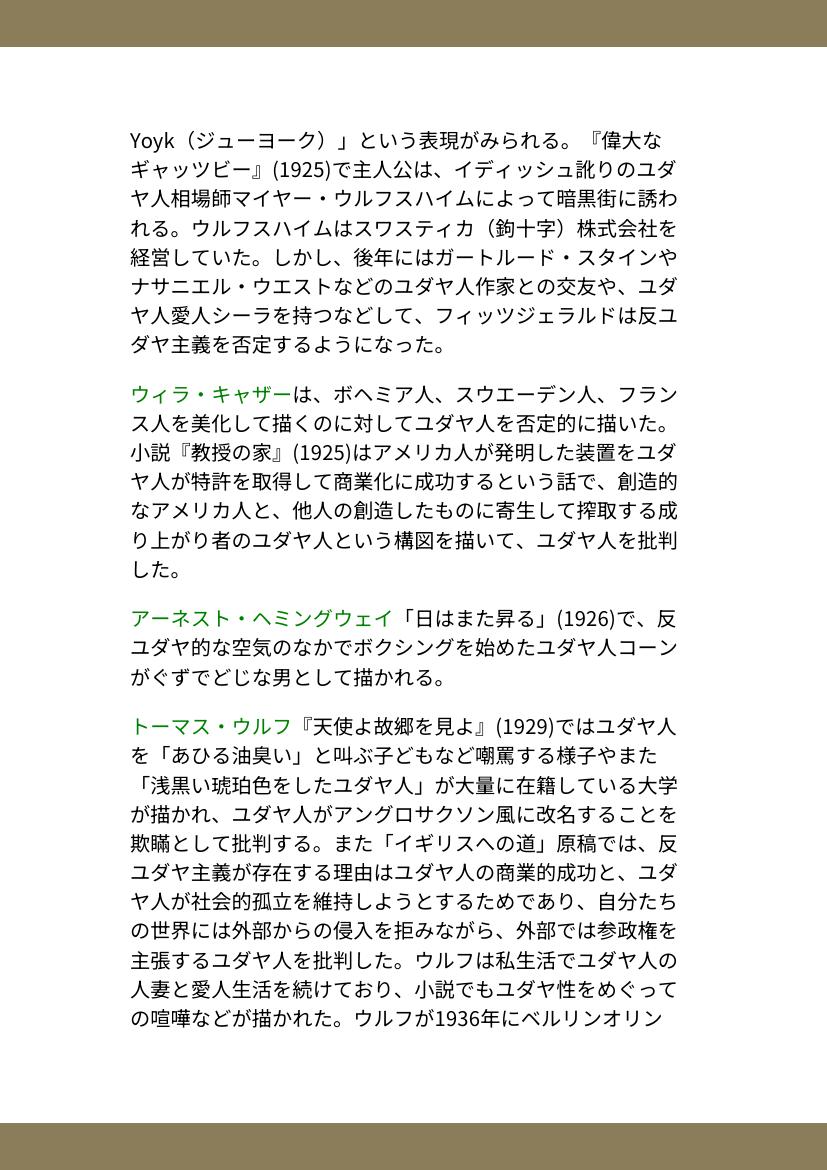 Yoyk（ジューヨーク）」という表現がみられる。『偉大な
ギャッツビー』(1925)で主人公は、イディッシュ訛りのユダ
ヤ人相場師マイヤー・ウルフスハイムによって暗黒街に誘わ
れる。ウルフスハイムはスワスティカ（鉤十字）株式会社を
経営していた。しかし、後年にはガートルード・スタインや
ナサニエル・ウエストなどのユダヤ人作家との交友や、ユダ
ヤ人愛人シーラを持つなどして、フィッツジェラルドは反ユ
ダヤ主義を否定するようになった。
ウィラ・キャザーは、ボヘミア人、スウエーデン人、フラン
ス人を美化して描くのに対してユダヤ人を否定的に描いた。
小説『教授の家』(1925)はアメリカ人が発明した装置をユダ
ヤ人が特許を取得して商業化に成功するという話で、創造的
なアメリカ人と、他人の創造したものに寄生して搾取する成
り上がり者のユダヤ人という構図を描いて、ユダヤ人を批判
した。
アーネスト・ヘミングウェイ「日はまた昇る」(1926)で、反
ユダヤ的な空気のなかでボクシングを始めたユダヤ人コーン
がぐずでどじな男として描かれる。
トーマス・ウルフ『天使よ故郷を見よ』(1929)ではユダヤ人
を「あひる油臭い」と叫ぶ子どもなど嘲罵する様子やまた
「浅黒い琥珀色をしたユダヤ人」が大量に在籍している大学
が描かれ、ユダヤ人がアングロサクソン風に改名することを
欺瞞として批判する。また「イギリスへの道」原稿では、反
ユダヤ主義が存在する理由はユダヤ人の商業的成功と、ユダ
ヤ人が社会的孤立を維持しようとするためであり、自分たち
の世界には外部からの侵入を拒みながら、外部では参政権を
主張するユダヤ人を批判した。ウルフは私生活でユダヤ人の
人妻と愛人生活を続けており、小説でもユダヤ性をめぐって
の喧嘩などが描かれた。ウルフが1936年にベルリンオリン